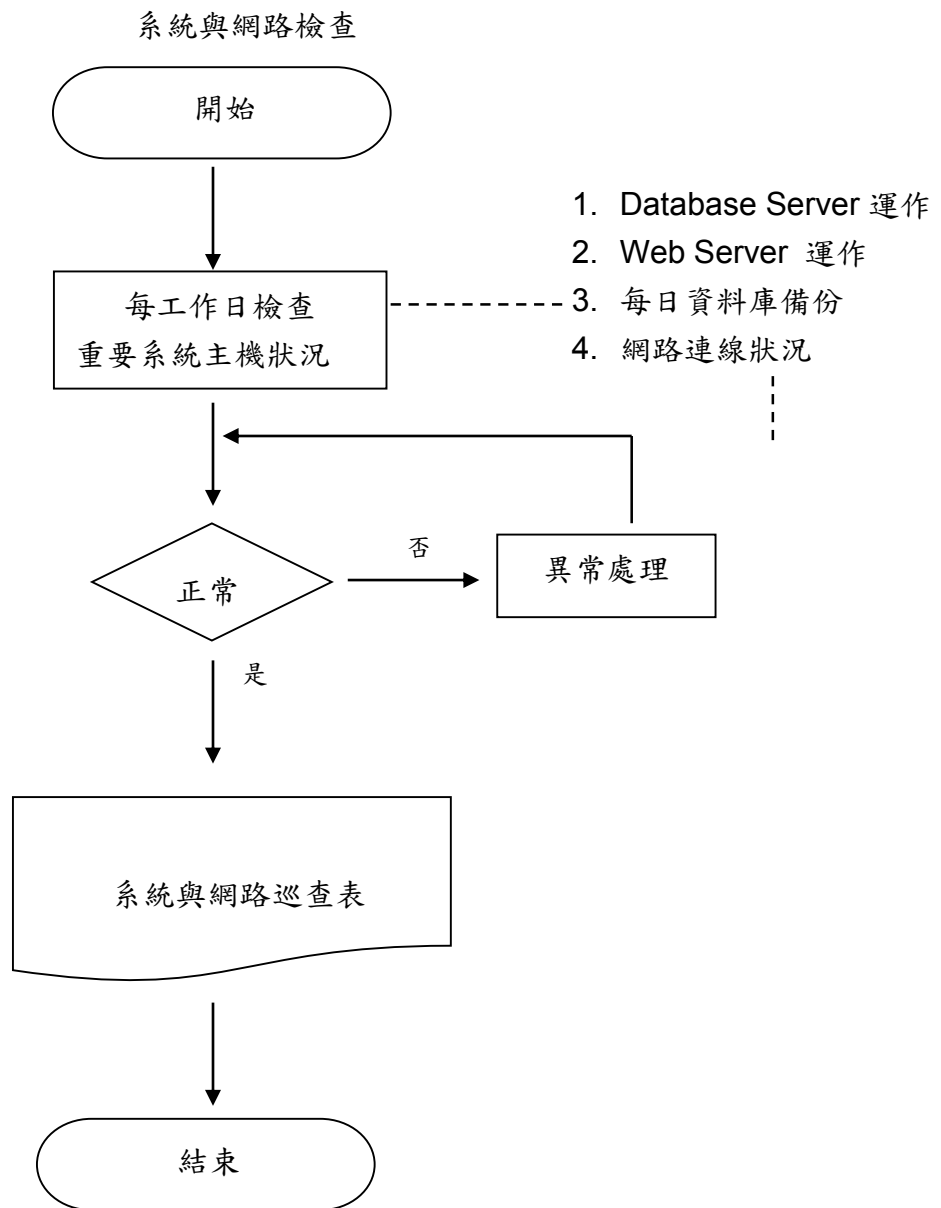 系統與網路檢查
開始
1. Database Server 運作
2. Web Server 運作
3. 每日資料庫備份
4. 網路連線狀況
每工作日檢查
重要系統主機狀況
正常
否
異常處理
是
系統與網路巡查表
結束